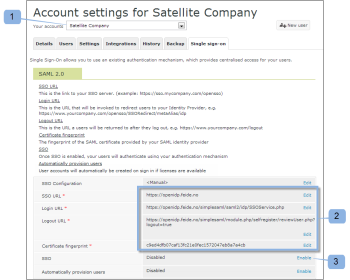 Account settings for Satellite Company
1
Your accounts: Satellite Company
New user
Details Users Settings Integrations History Backup Single sign-on
Single Sign-On allows you to use an existing authentication mechanism, which provides centralised access for your users.
SAML 2.0
SSO URL
This is the link to your SSO server. (example: https://sso.mycompany.com/opensso)
Login URL
This is the URL that will be invoked to redirect users to your Identity Provider, e.g.
https://www.yourcompany.com/opensso/SSORedirect/metaAlias/idp
Logout URL
This is the URL a users will be returned to after they log out, e.g. https://www.yourcompany.com/logout
Certificate fingerprint
The fingerprint of the SAML certificate provided by your SAML identity provider
SSO
Once SSO is enabled, your users will authenticate using your authentication mechanism
Automatically provision users
User accounts will automatically be created on sign in if licenses are available
SSO Configuration <Manual> Edit
SSO URL * https://openidp.feide.no Edit
Login URL * https://openidp.feide.no/simplesaml/saml2/idp/SSOService.php Edit
Logout URL * https://openidp.feide.no/simplesaml/module.php/selfregister/reviewUser.php?
logout=true
Edit
2
Certificate fingerprint * Edit
3
SSO Disabled Enable
Automatically provision users Disabled Enable